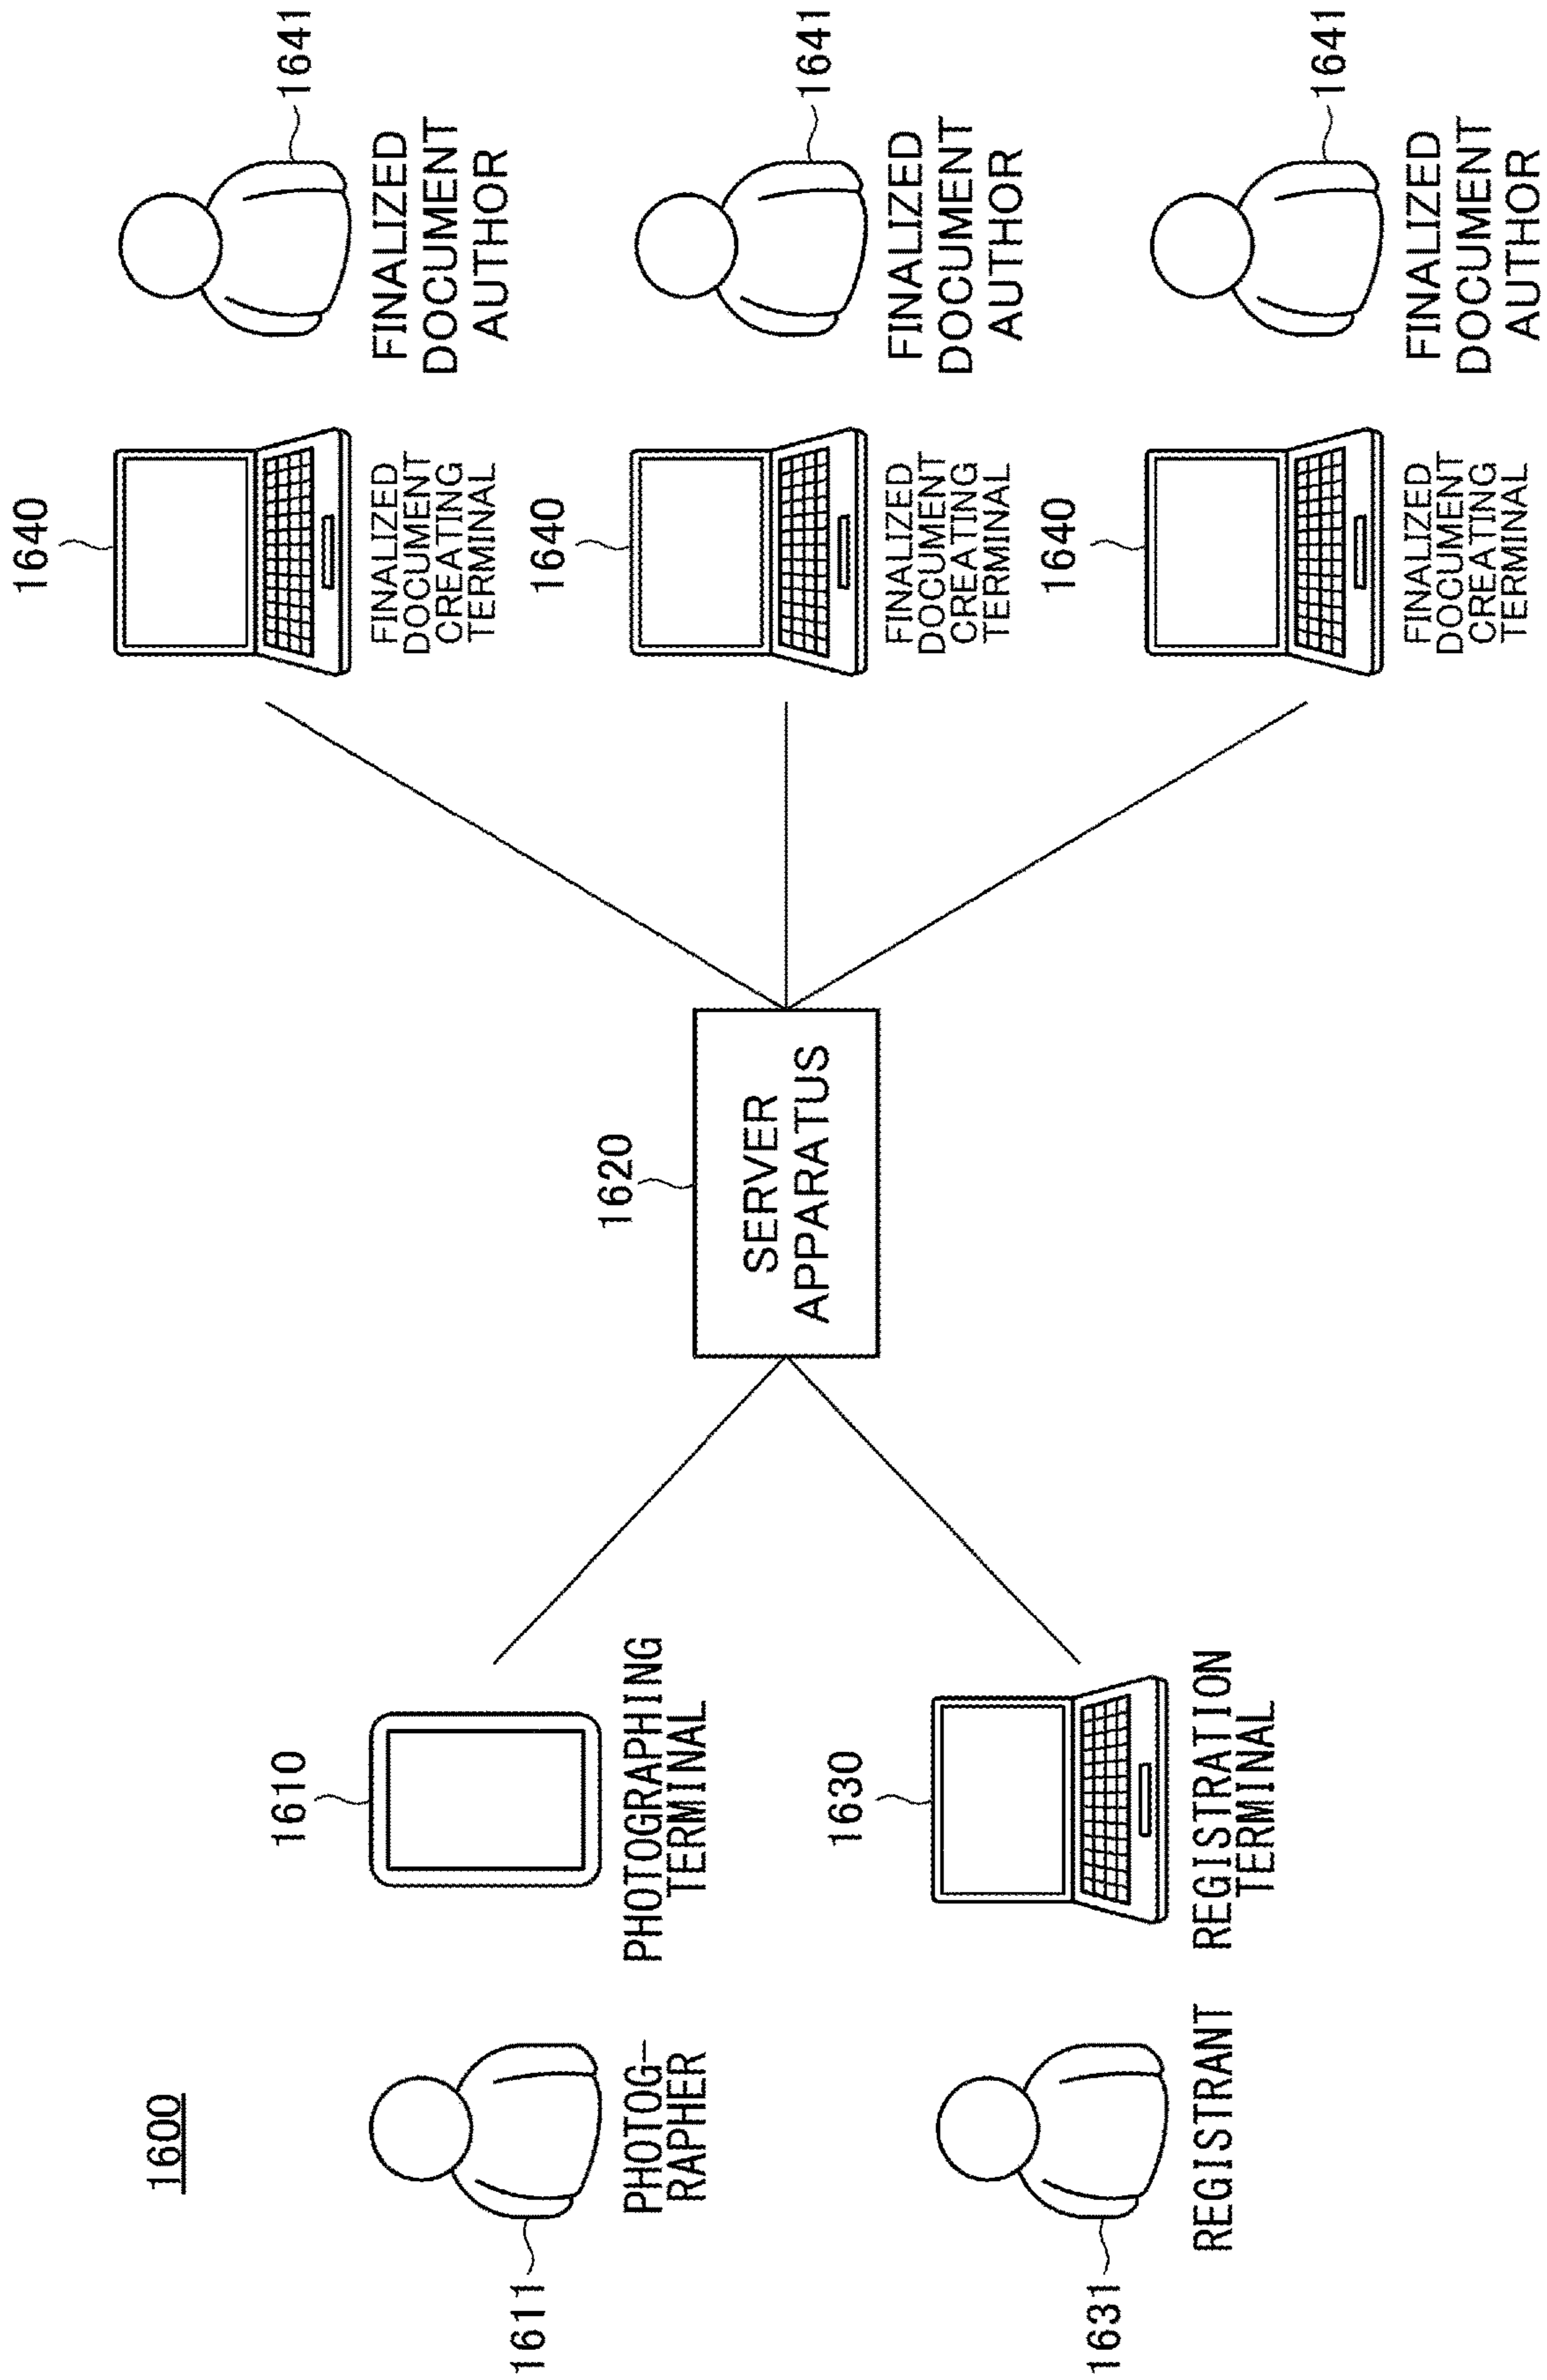 1600
1611
PHOTOG-
RAPHER
1610
PHOTOGRAPHING
TERMINAL
1631
REGISTRANT
1630
REGISTRATION
TERMINAL
1620
SERVER
APPARATUS
1640
FINALIZED
DOCUMENT
CREATING
TERMINAL
1641
FINALIZED
DOCUMENT
AUTHOR
1640
FINALIZED
DOCUMENT
CREATING
TERMINAL
1641
FINALIZED
DOCUMENT
AUTHOR
1640
FINALIZED
DOCUMENT
CREATING
TERMINAL
1641
FINALIZED
DOCUMENT
AUTHOR